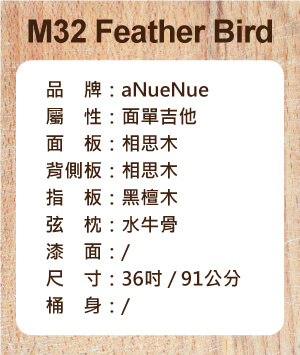 M32 Feather Bird
品　牌：aNueNue
屬　性：面單吉他
面　板：相思木
背側板：相思木
指　板：黑檀木
弦　枕：水牛骨
漆　面：/
尺　寸：36吋 / 91公分
桶　身：/